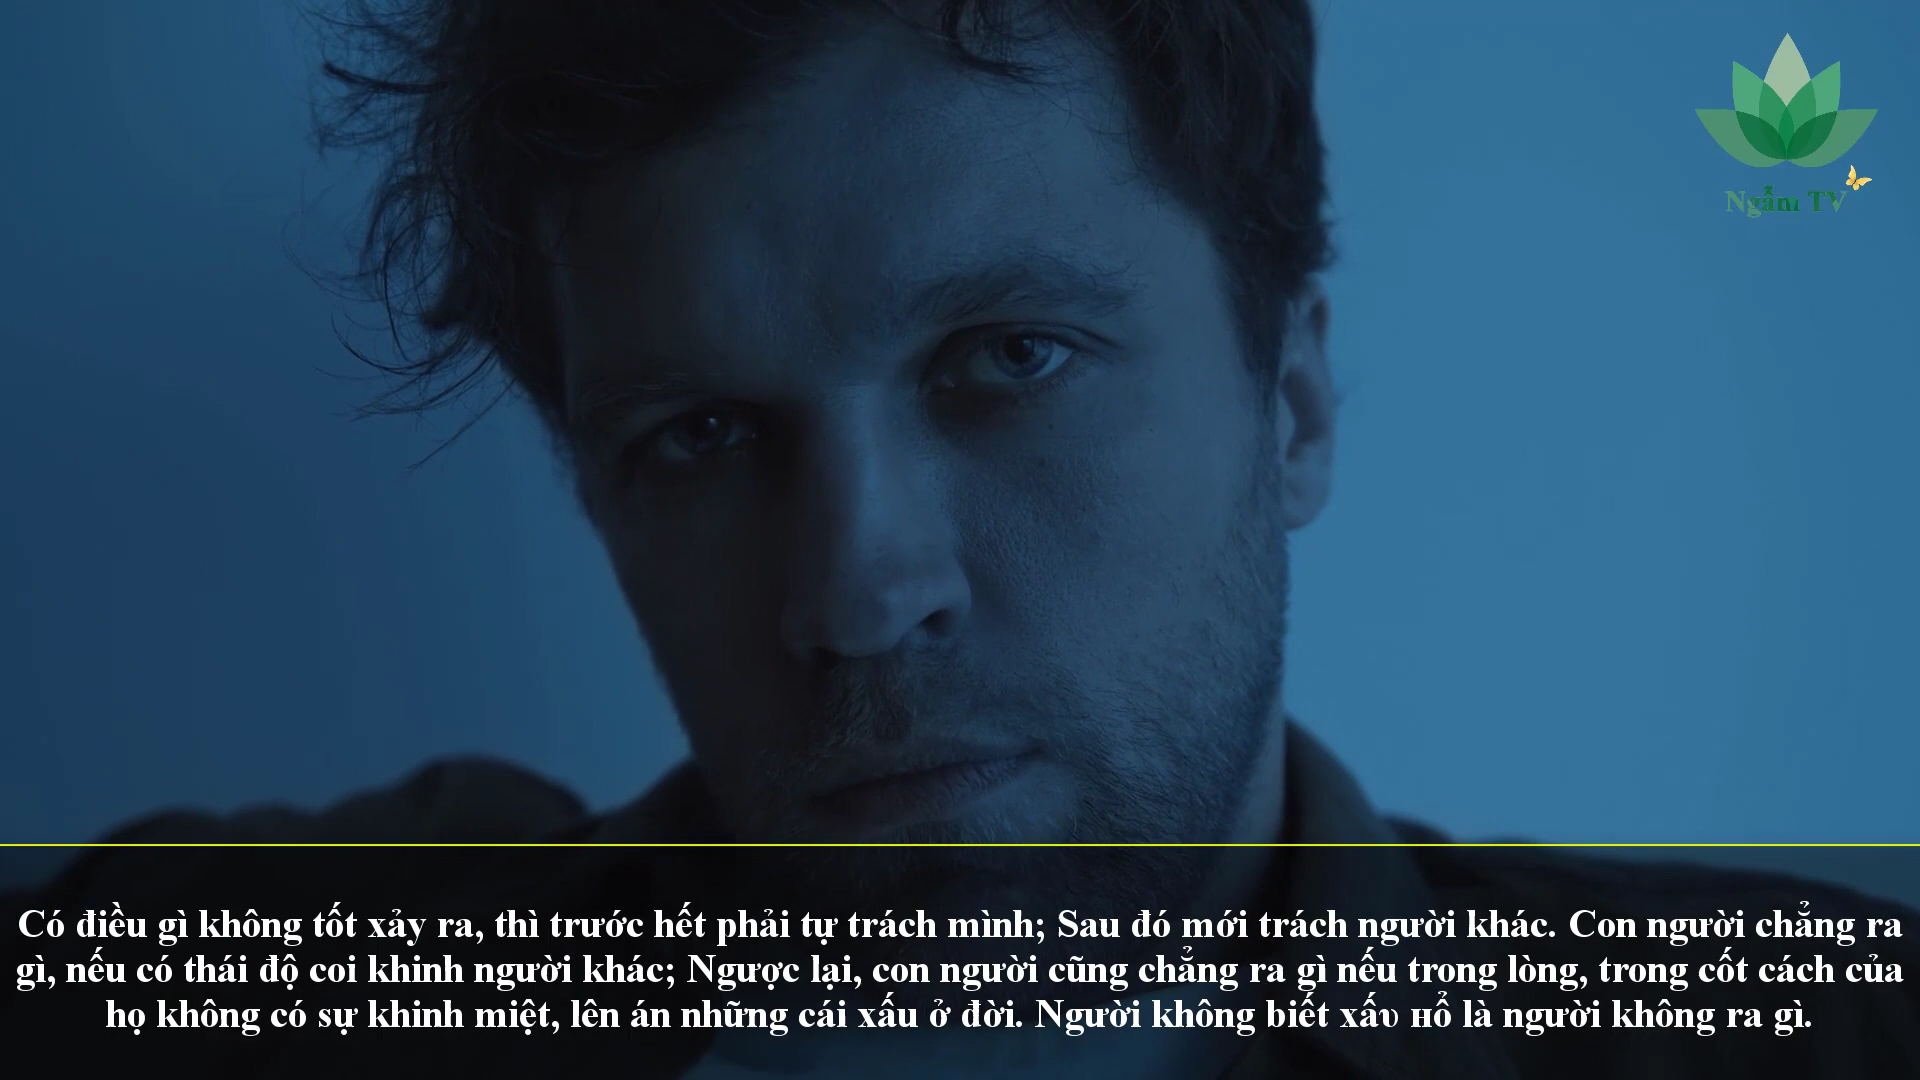 Ngẫm TV
Có điều gì không tốt xảy ra, thì trước hết phải tự trách mình; Sau đó mới trách người khác. Con người chẳng ra
gì, nếu có thái độ coi khinh người khác; Ngược lại, con người cũng chẳng ra gì nếu trong lòng, trong cốt cách của
họ không có sự khinh miệt, lên án những cái xấu ở đời. Người không biết xấυ нổ là người không ra gì.